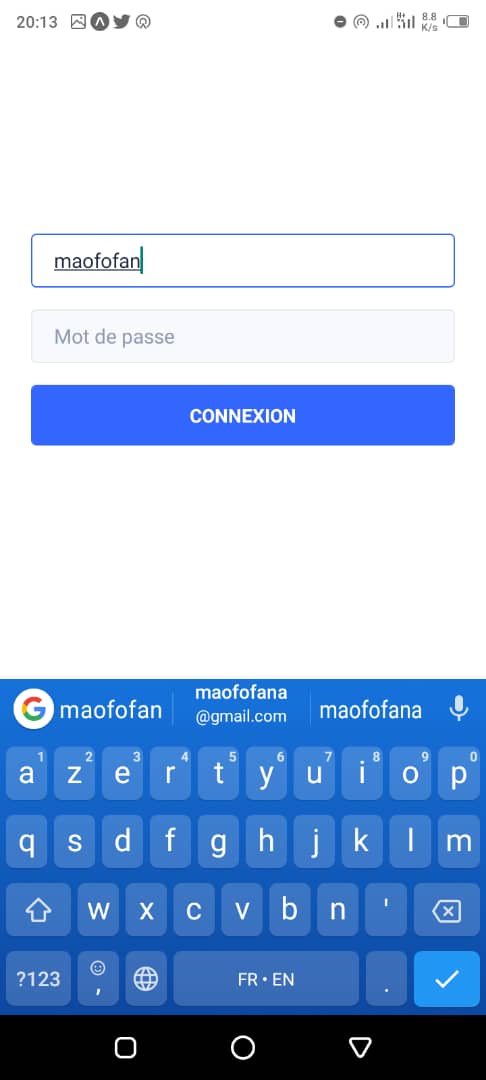 20:13 H+ 8.8 K/s
maofofan
Mot de passe
CONNEXION
G maofofan maofofana @gmail.com maofofana
a 1 z 2 e 3 r 4 t 5 y 6 u 7 i 8 o 9 p 0
q s d f g h j k l m
w x c v b n '
?123 , FR • EN .